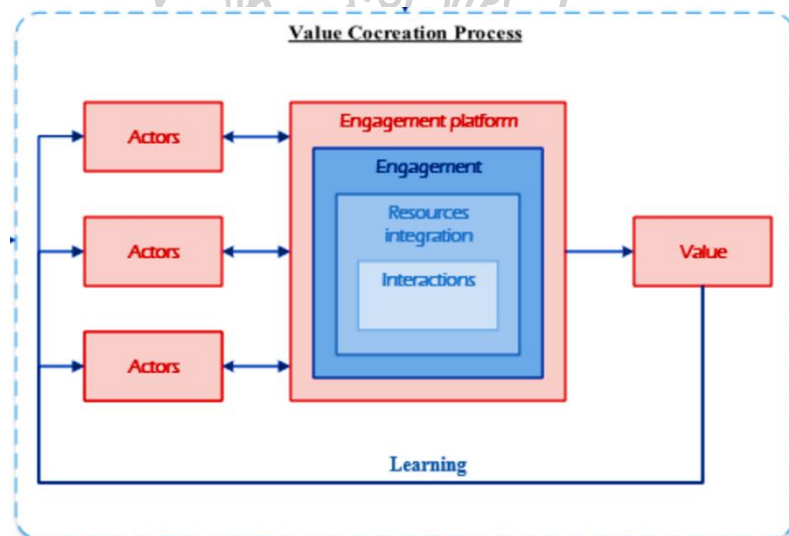 Value Cocreation Process
Engagement platform
Actors
Engagement
Resources
integration
Actors
Value
Interactions
Actors
Learning